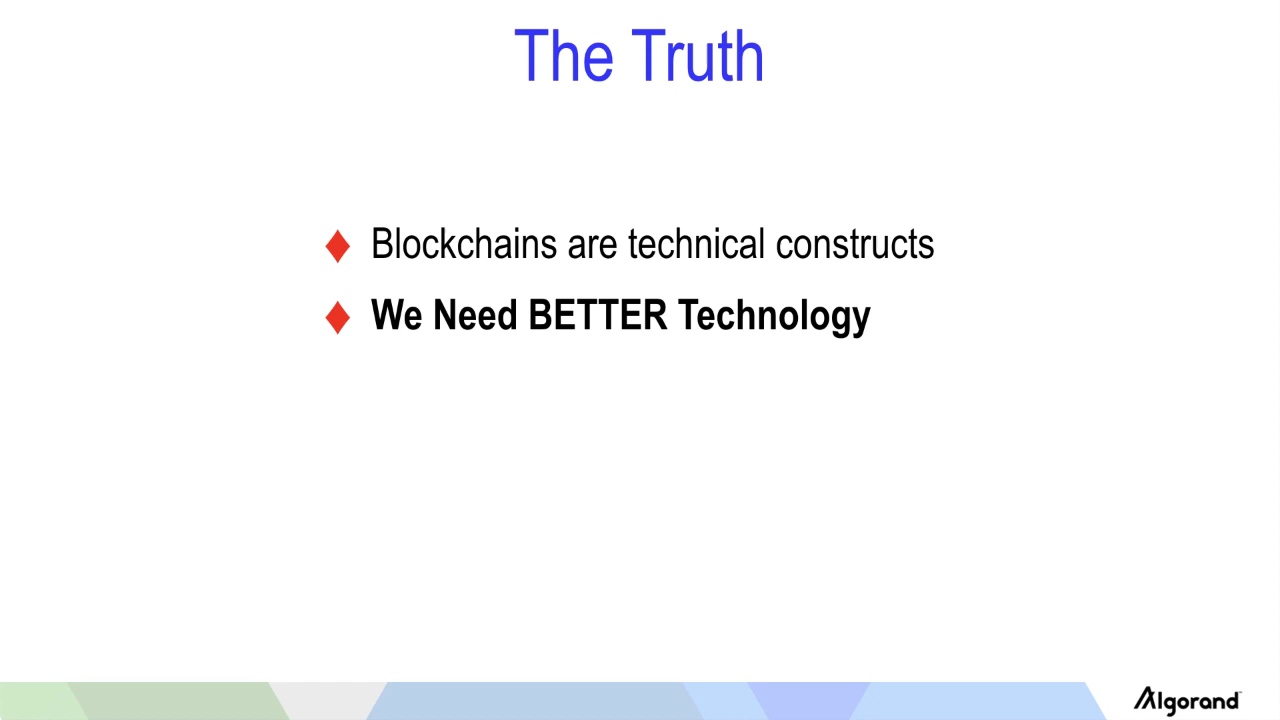 The Truth
Blockchains are technical constructs
We Need BETTER Technology
Algorand